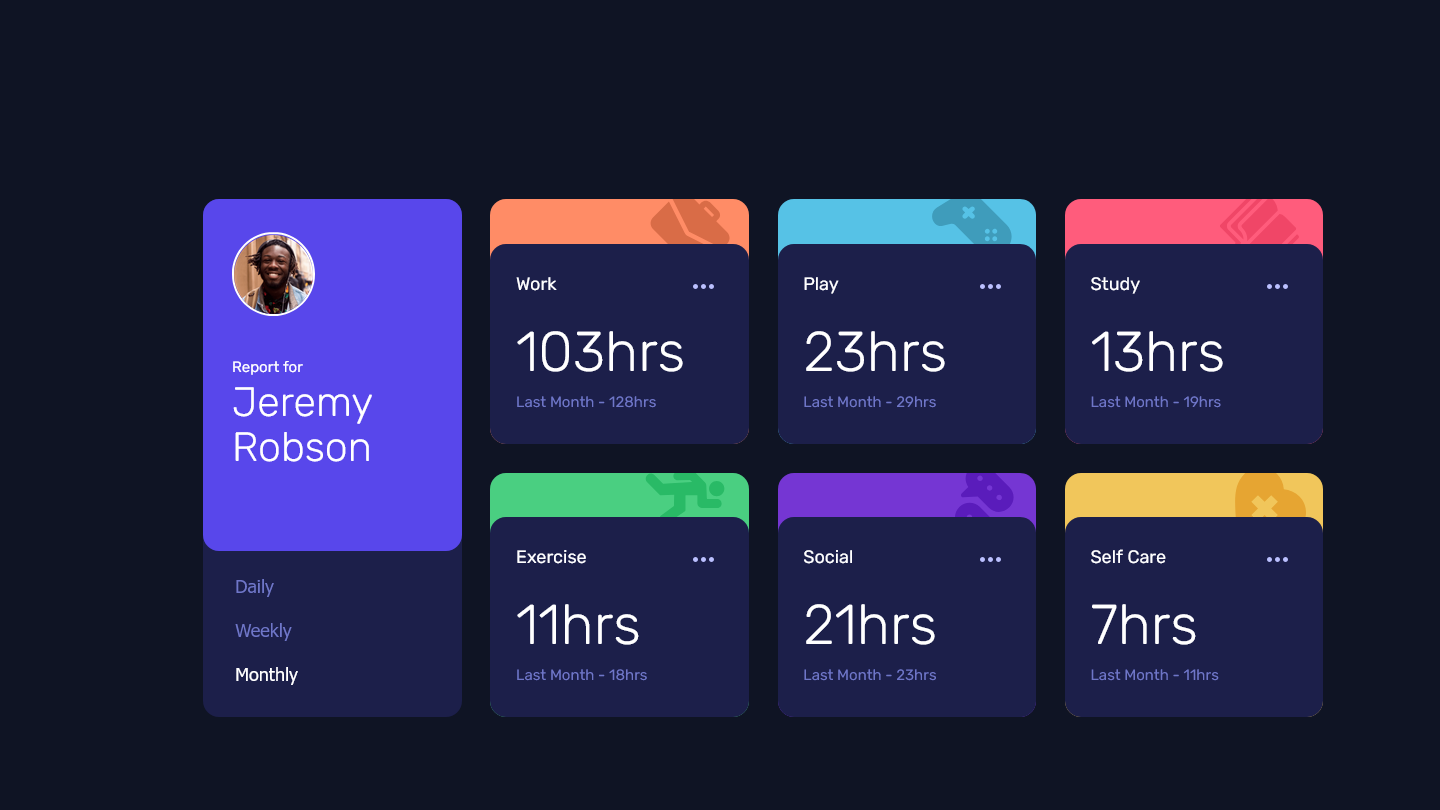 Report for
Jeremy
Robson
Daily
Weekly
Monthly
Work
103hrs
Last Month - 128hrs
Play
23hrs
Last Month - 29hrs
Study
13hrs
Last Month - 19hrs
Exercise
11hrs
Last Month - 18hrs
Social
21hrs
Last Month - 23hrs
Self Care
7hrs
Last Month - 11hrs